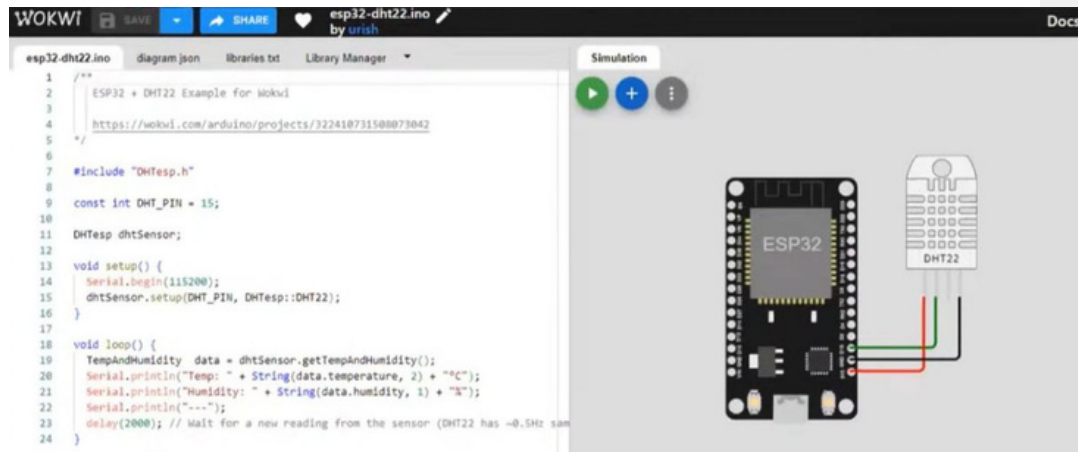 WOKWI
SAVE
SHARE
esp32-dht22.ino
by urish
Docs
esp32-dht22.ino diagram.json libraries.txt Library Manager
Simulation
1 /**
2 ESP32 + DHT22 Example for Wokwi
3
4 https://wokwi.com/arduino/projects/322410731508073042
5 */
6
7 #include "DHTesp.h"
8
9 const int DHT_PIN = 15;
10
11 DHTesp dhtSensor;
12
13 void setup() {
14 Serial.begin(115200);
15 dhtSensor.setup(DHT_PIN, DHTesp::DHT22);
16 }
17
18 void loop() {
19 TempAndHumidity data = dhtSensor.getTempAndHumidity();
20 Serial.println("Temp: " + String(data.temperature, 2) + "°C");
21 Serial.println("Humidity: " + String(data.humidity, 1) + "%");
22 Serial.println("---");
23 delay(2000); // Wait for a new reading from the sensor (DHT22 has ~0.5Hz sam
24 }
ESP32
DHT22